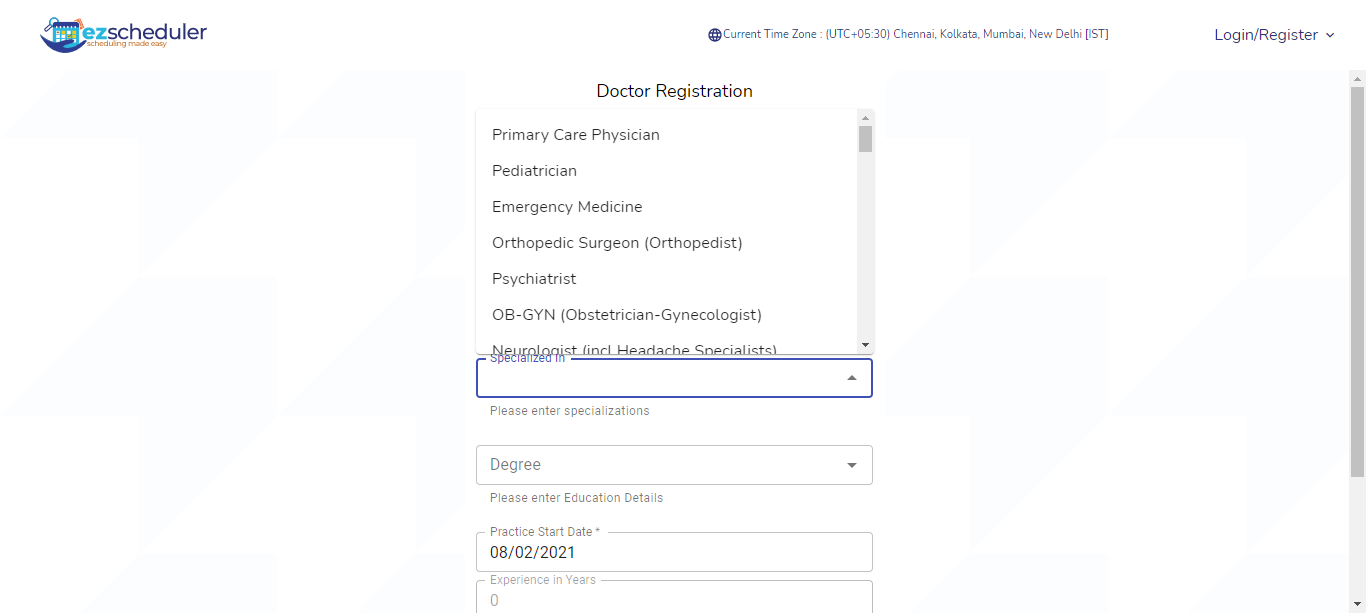 ezscheduler
scheduling made easy
Current Time Zone : (UTC+05:30) Chennai, Kolkata, Mumbai, New Delhi [IST]
Login/Register
Doctor Registration
Primary Care Physician
Pediatrician
Emergency Medicine
Orthopedic Surgeon (Orthopedist)
Psychiatrist
OB-GYN (Obstetrician-Gynecologist)
Neurologist (incl Headache Specialists)
Specialized In
Please enter specializations
Degree
Please enter Education Details
Practice Start Date *
08/02/2021
Experience in Years
0